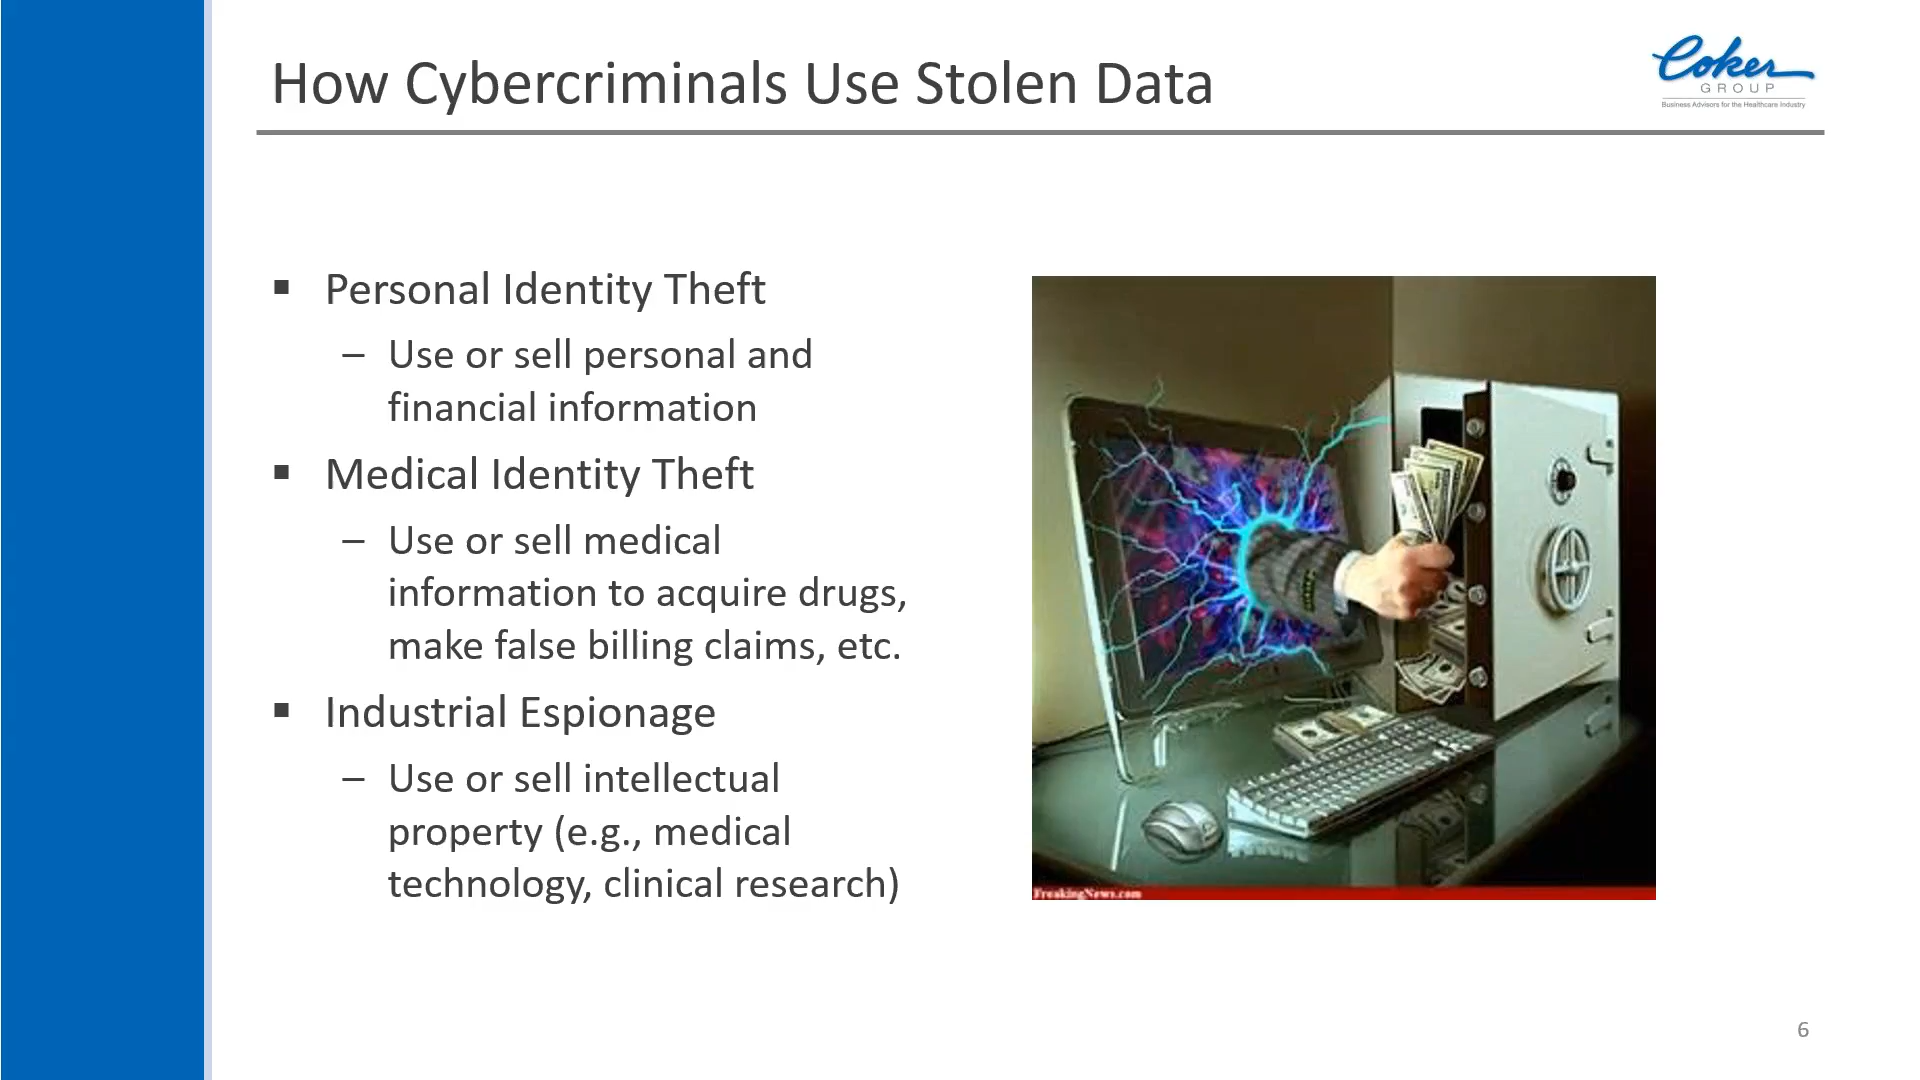 How Cybercriminals Use Stolen Data
Coker
GROUP
Business Advisors for the Healthcare Industry
▪ Personal Identity Theft
– Use or sell personal and
financial information
▪ Medical Identity Theft
– Use or sell medical
information to acquire drugs,
make false billing claims, etc.
▪ Industrial Espionage
– Use or sell intellectual
property (e.g., medical
technology, clinical research)
FreakingNews.com
6